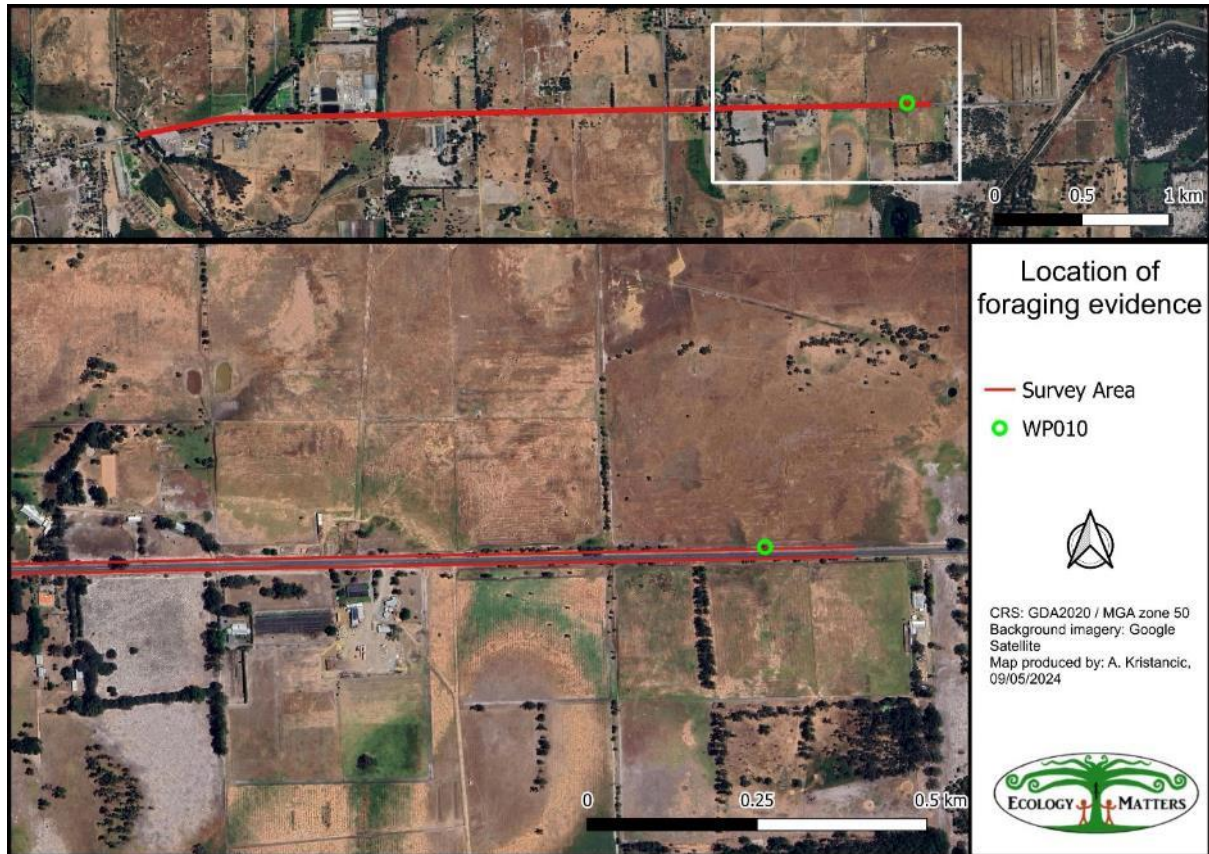 0 0.5 1 km
Location of
foraging evidence
Survey Area
WP010
CRS: GDA2020 / MGA zone 50
Background imagery: Google
Satellite
Map produced by: A. Kristancic,
09/05/2024
0 0.25 0.5 km
ECOLOGY MATTERS